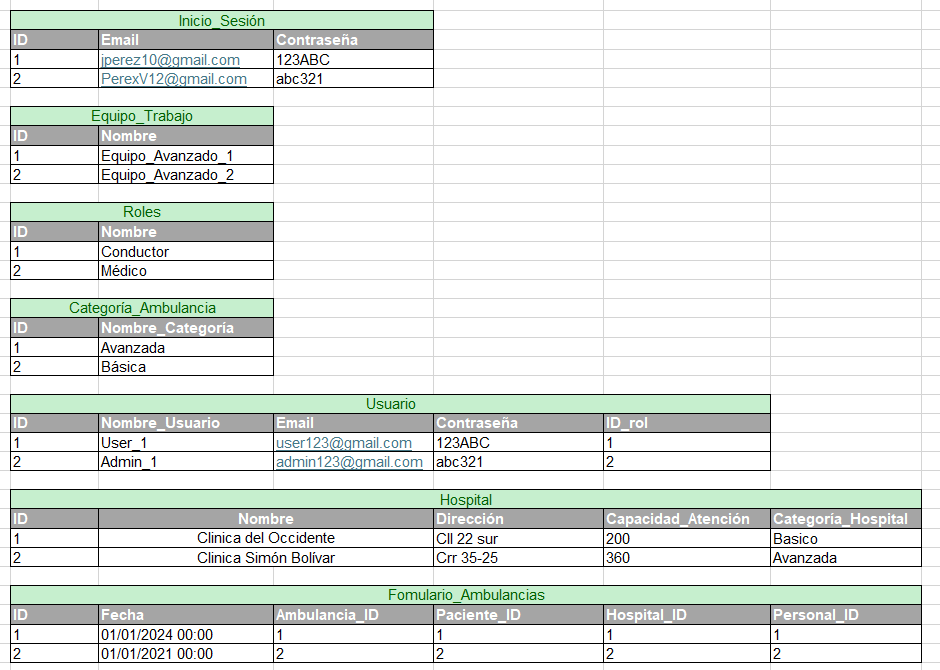 Inicio_Sesión
ID Email Contraseña
1 jperez10@gmail.com 123ABC
2 PerexV12@gmail.com abc321
Equipo_Trabajo
ID Nombre
1 Equipo_Avanzado_1
2 Equipo_Avanzado_2
Roles
ID Nombre
1 Conductor
2 Médico
Categoría_Ambulancia
ID Nombre_Categoría
1 Avanzada
2 Básica
Usuario
ID Nombre_Usuario Email Contraseña ID_rol
1 User_1 user123@gmail.com 123ABC 1
2 Admin_1 admin123@gmail.com abc321 2
Hospital
ID Nombre Dirección Capacidad_Atención Categoría_Hospital
1 Clinica del Occidente Cll 22 sur 200 Basico
2 Clinica Simón Bolívar Crr 35-25 360 Avanzada
Fomulario_Ambulancias
ID Fecha Ambulancia_ID Paciente_ID Hospital_ID Personal_ID
1 01/01/2024 00:00 1 1 1 1
2 01/01/2021 00:00 2 2 2 2